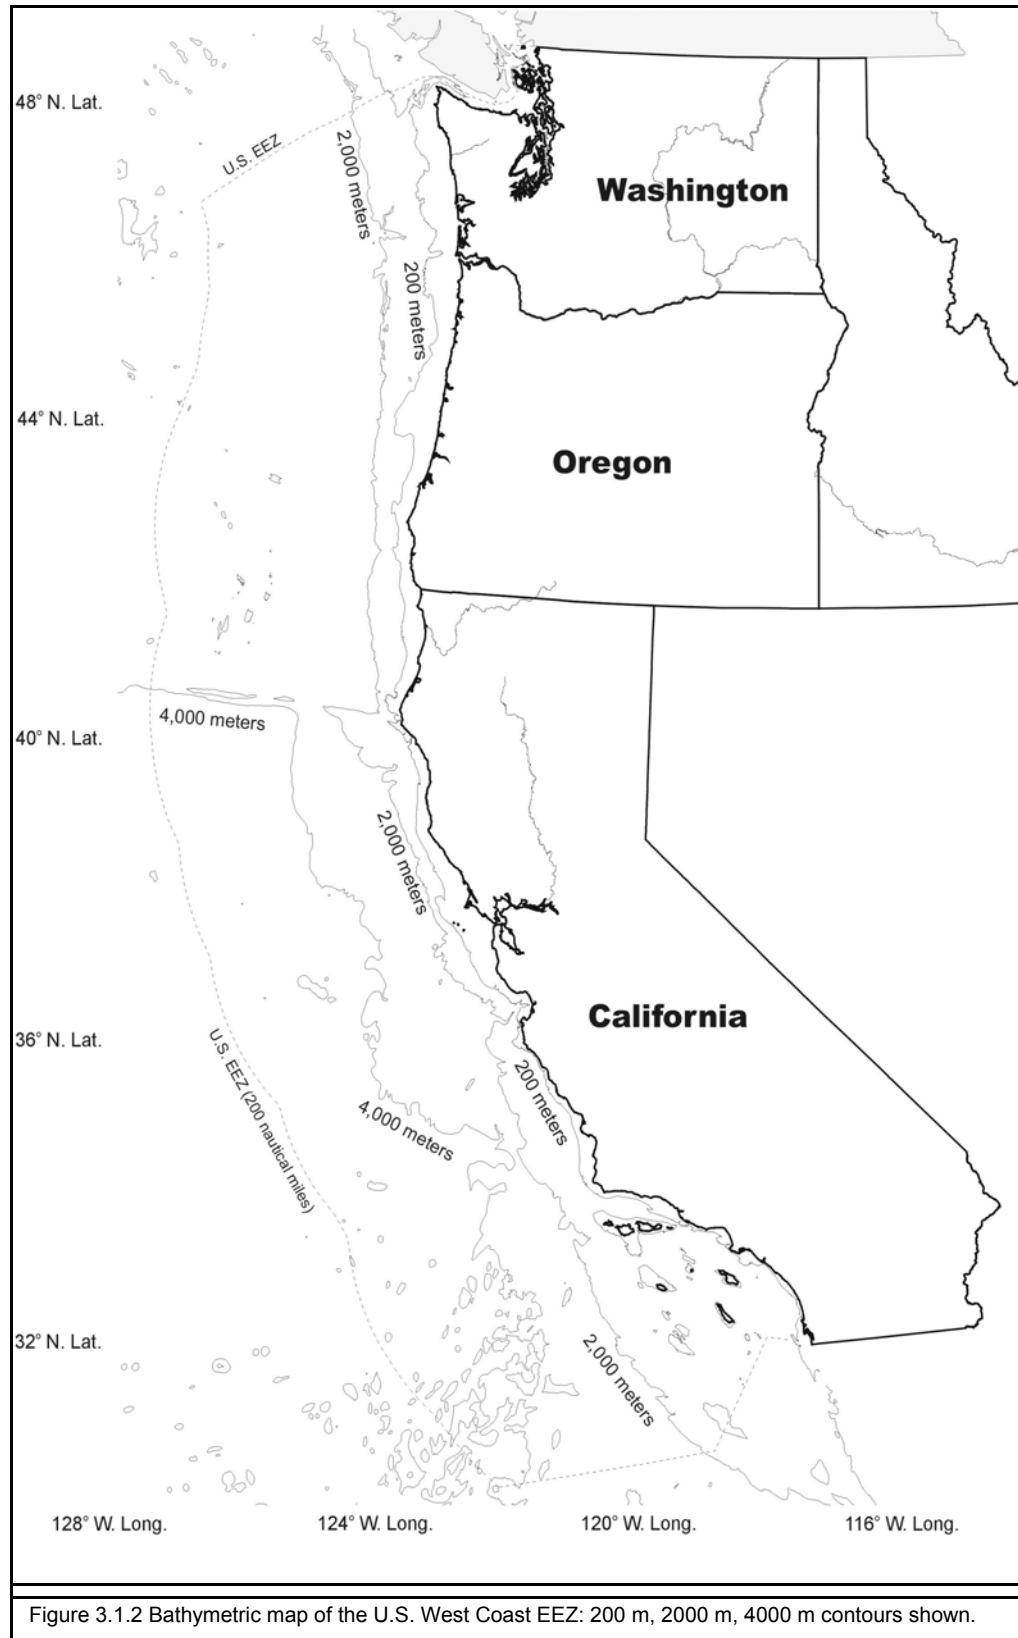 48° N. Lat.
U.S. EEZ
2,000 meters
Washington
200 meters
44° N. Lat.
Oregon
4,000 meters
40° N. Lat.
2,000 meters
California
36° N. Lat.
U.S. EEZ (200 nautical miles)
200 meters
4,000 meters
32° N. Lat.
2,000 meters
128° W. Long.
124° W. Long.
120° W. Long.
116° W. Long.
Figure 3.1.2 Bathymetric map of the U.S. West Coast EEZ: 200 m, 2000 m, 4000 m contours shown.